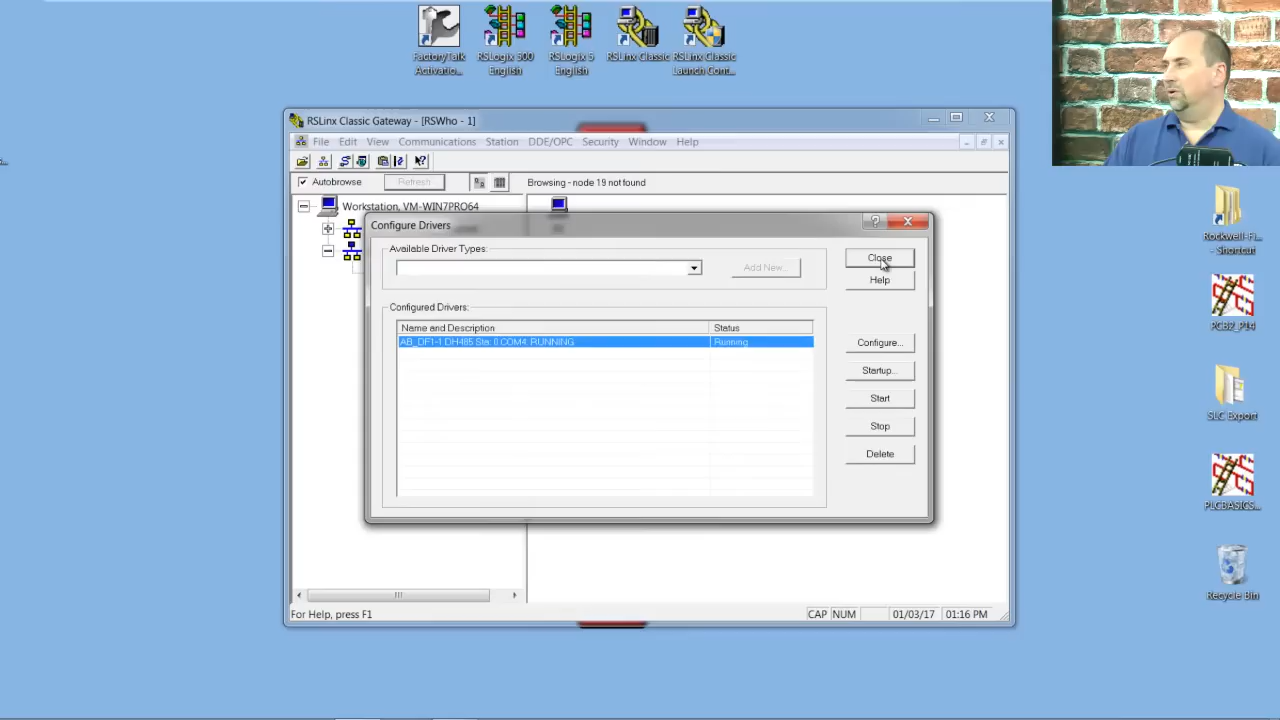 FactoryTalk
Activatio...
RSLogix 500
English
RSLogix 5
English
RSLinx Classic
RSLinx Classic
Launch Cont...
RSLinx Classic Gateway - [RSWho - 1]
File Edit View Communications Station DDE/OPC Security Window Help
Autobrowse
Refresh
Browsing - node 19 not found
Workstation, VM-WIN7PRO64
Configure Drivers
Available Driver Types:
Add New...
Close
Help
Configured Drivers:
Name and Description
Status
AB_DF1-1 DH485 Sta: 0 COM4: RUNNING
Running
Configure...
Startup...
Start
Stop
Delete
For Help, press F1
CAP NUM 01/03/17 01:16 PM
Rockwell-Fi...
- Shortcut
SLC Export
PLCBASICS...
Recycle Bin